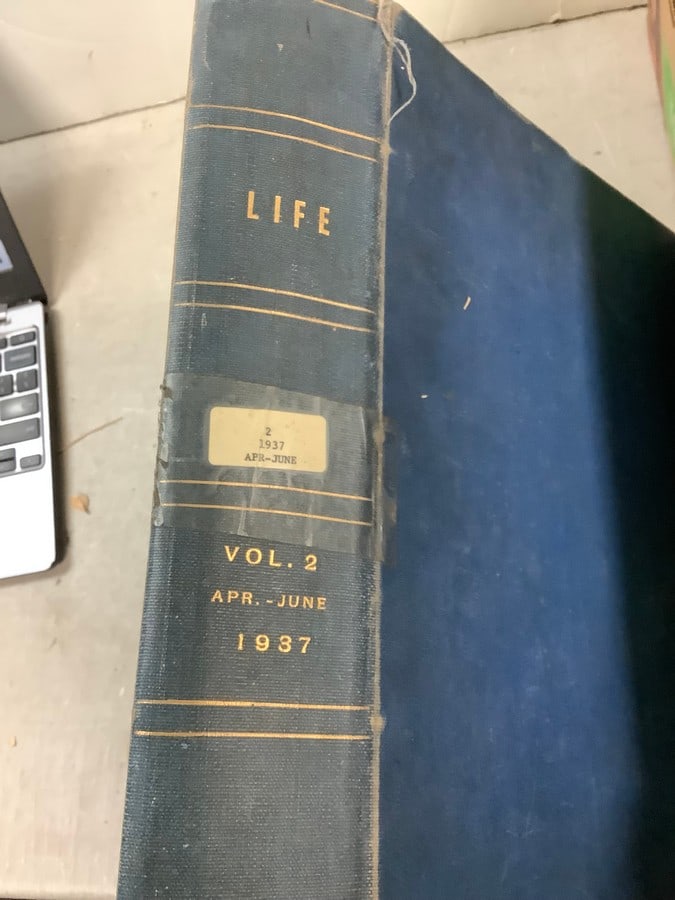 LIFE
2
1937
APR-JUNE
VOL. 2
APR.-JUNE
1937